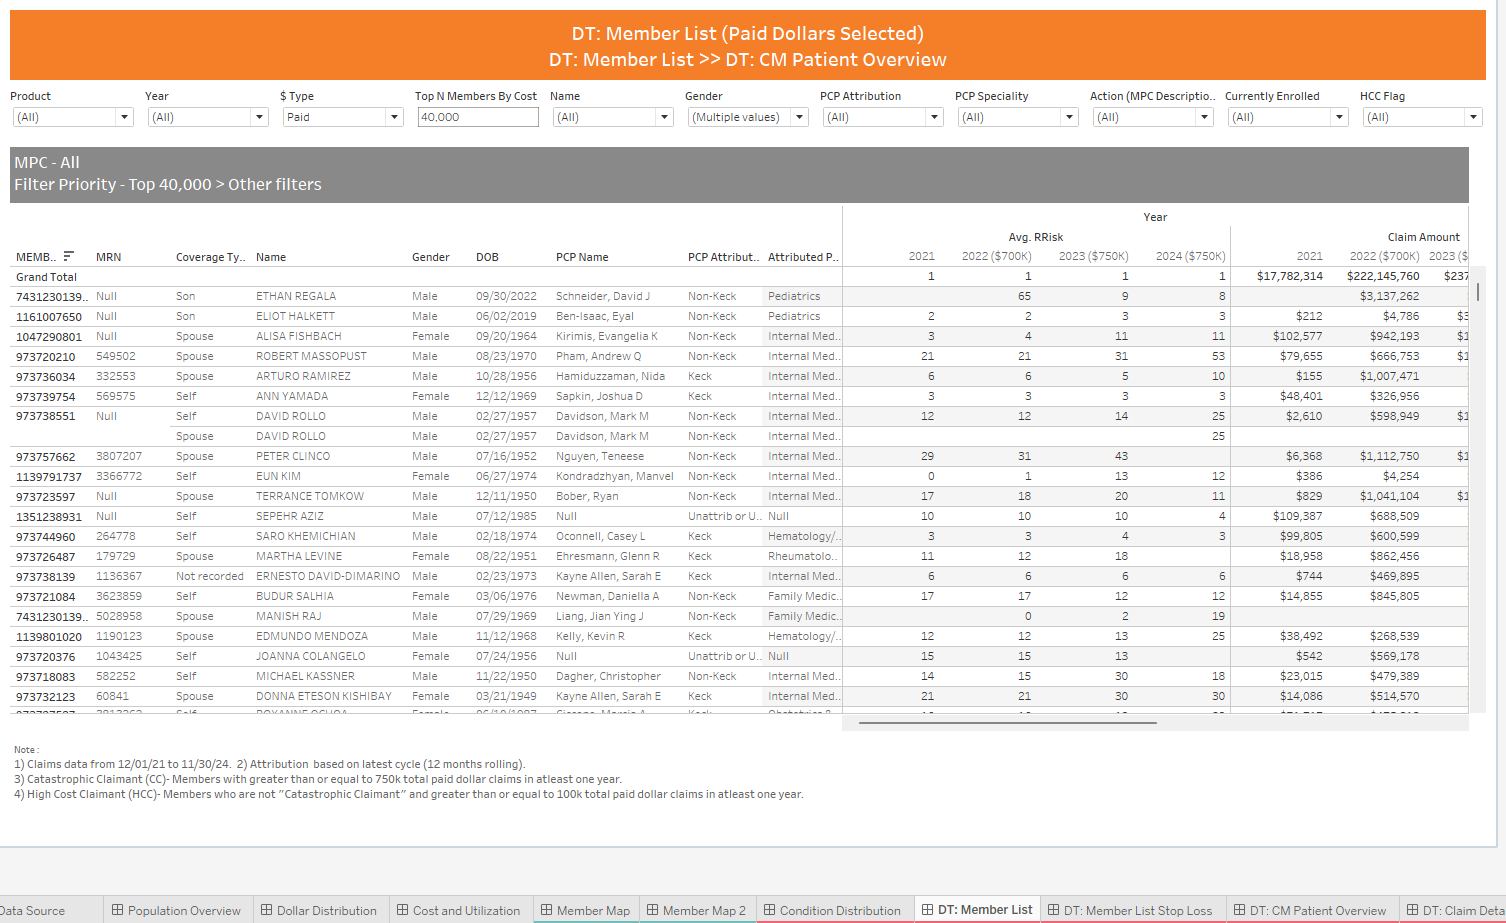 DT: Member List (Paid Dollars Selected)
DT: Member List >> DT: CM Patient Overview
Product Year $ Type Top N Members By Cost Name Gender PCP Attribution PCP Speciality Action (MPC Descriptio.. Currently Enrolled HCC Flag
(All) (All) Paid 40,000 (All) (Multiple values) (All) (All) (All) (All) (All)
MPC - All
Filter Priority - Top 40,000 > Other filters
Year
Avg. RRisk Claim Amount
MEMB.. MRN Coverage Ty.. Name Gender DOB PCP Name PCP Attribut.. Attributed P.. 2021 2022 ($700K) 2023 ($750K) 2024 ($750K) 2021 2022 ($700K) 2023 ($
Grand Total 1 1 1 1 $17,782,314 $222,145,760 $237
7431230139.. Null Son ETHAN REGALA Male 09/30/2022 Schneider, David J Non-Keck Pediatrics 65 9 8 $3,137,262
1161007650 Null Son ELIOT HALKETT Male 06/02/2019 Ben-Isaac, Eyal Non-Keck Pediatrics 2 2 3 3 $212 $4,786 $3
1047290801 Null Spouse ALISA FISHBACH Female 09/20/1964 Kirimis, Evangelia K Non-Keck Internal Med.. 3 4 11 11 $102,577 $942,193 $1
973720210 549502 Spouse ROBERT MASSOPUST Male 08/23/1970 Pham, Andrew Q Non-Keck Internal Med.. 21 21 31 53 $79,655 $666,753 $1
973736034 332553 Spouse ARTURO RAMIREZ Male 10/28/1956 Hamiduzzaman, Nida Keck Internal Med.. 6 6 5 10 $155 $1,007,471
973739754 569575 Self ANN YAMADA Female 12/12/1969 Sapkin, Joshua D Keck Internal Med.. 3 3 3 3 $48,401 $326,956
973738551 Null Self DAVID ROLLO Male 02/27/1957 Davidson, Mark M Non-Keck Internal Med.. 12 12 14 25 $2,610 $598,949 $1
Spouse DAVID ROLLO Male 02/27/1957 Davidson, Mark M Non-Keck Internal Med.. 25
973757662 3807207 Spouse PETER CLINCO Male 07/16/1952 Nguyen, Teneese Non-Keck Internal Med.. 29 31 43 $6,368 $1,112,750 $1
1139791737 3366772 Self EUN KIM Female 06/27/1974 Kondradzhyan, Manvel Non-Keck Internal Med.. 0 1 13 12 $386 $4,254
973723597 Null Spouse TERRANCE TOMKOW Male 12/11/1950 Bober, Ryan Non-Keck Internal Med.. 17 18 20 11 $829 $1,041,104 $1
1351238931 Null Self SEPEHR AZIZ Male 07/12/1985 Null Unattrib or U.. Null 10 10 10 4 $109,387 $688,509
973744960 264778 Self SARO KHEMICHIAN Male 02/18/1974 Oconnell, Casey L Keck Hematology/.. 3 3 4 3 $99,805 $600,599
973726487 179729 Spouse MARTHA LEVINE Female 08/22/1951 Ehresmann, Glenn R Keck Rheumatolo.. 11 12 18 $18,958 $862,456
973738139 1136367 Not recorded ERNESTO DAVID-DIMARINO Male 02/23/1973 Kayne Allen, Sarah E Keck Internal Med.. 6 6 6 6 $744 $469,895
973721084 3623859 Self BUDUR SALHIA Female 03/06/1976 Newman, Daniella A Non-Keck Family Medic.. 17 17 12 12 $14,855 $845,805
7431230139.. 5028958 Spouse MANISH RAJ Male 07/29/1969 Liang, Jian Ying J Non-Keck Family Medic.. 0 2 19
1139801020 1190123 Spouse EDMUNDO MENDOZA Male 11/12/1968 Kelly, Kevin R Keck Hematology/.. 12 12 13 25 $38,492 $268,539
973720376 1043425 Self JOANNA COLANGELO Female 07/24/1956 Null Unattrib or U.. Null 15 15 13 $542 $569,178
973718083 582252 Self MICHAEL KASSNER Male 11/22/1950 Dagher, Christopher Non-Keck Internal Med.. 14 15 30 18 $23,015 $479,389
973732123 60841 Spouse DONNA ETESON KISHIBAY Female 03/21/1949 Kayne Allen, Sarah E Keck Internal Med.. 21 21 30 30 $14,086 $514,570
Note :
1) Claims data from 12/01/21 to 11/30/24. 2) Attribution based on latest cycle (12 months rolling).
3) Catastrophic Claimant (CC)- Members with greater than or equal to 750k total paid dollar claims in atleast one year.
4) High Cost Claimant (HCC)- Members who are not "Catastrophic Claimant" and greater than or equal to 100k total paid dollar claims in atleast one year.
Data Source Population Overview Dollar Distribution Cost and Utilization Member Map Member Map 2 Condition Distribution DT: Member List DT: Member List Stop Loss DT: CM Patient Overview DT: Claim Deta